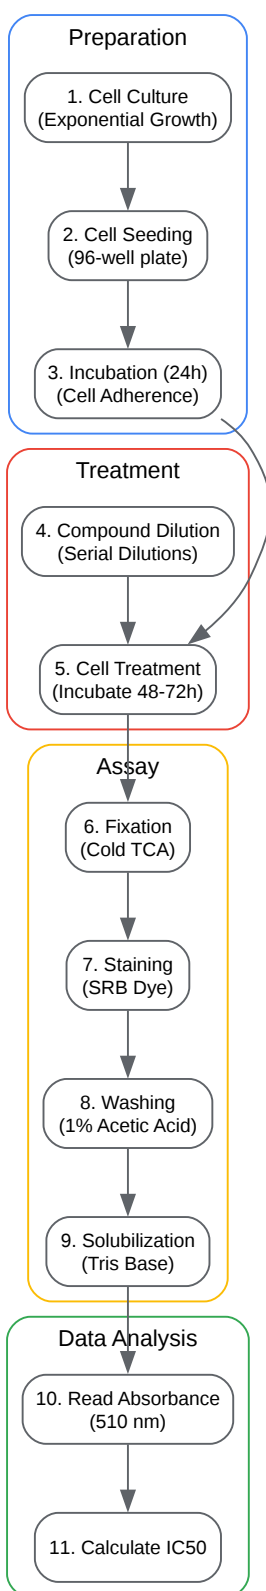 Preparation
1. Cell Culture
(Exponential Growth)
2. Cell Seeding
(96-well plate)
3. Incubation (24h)
(Cell Adherence)
Treatment
4. Compound Dilution
(Serial Dilutions)
5. Cell Treatment
(Incubate 48-72h)
Assay
6. Fixation
(Cold TCA)
7. Staining
(SRB Dye)
8. Washing
(1% Acetic Acid)
9. Solubilization
(Tris Base)
Data Analysis
10. Read Absorbance
(510 nm)
11. Calculate IC50